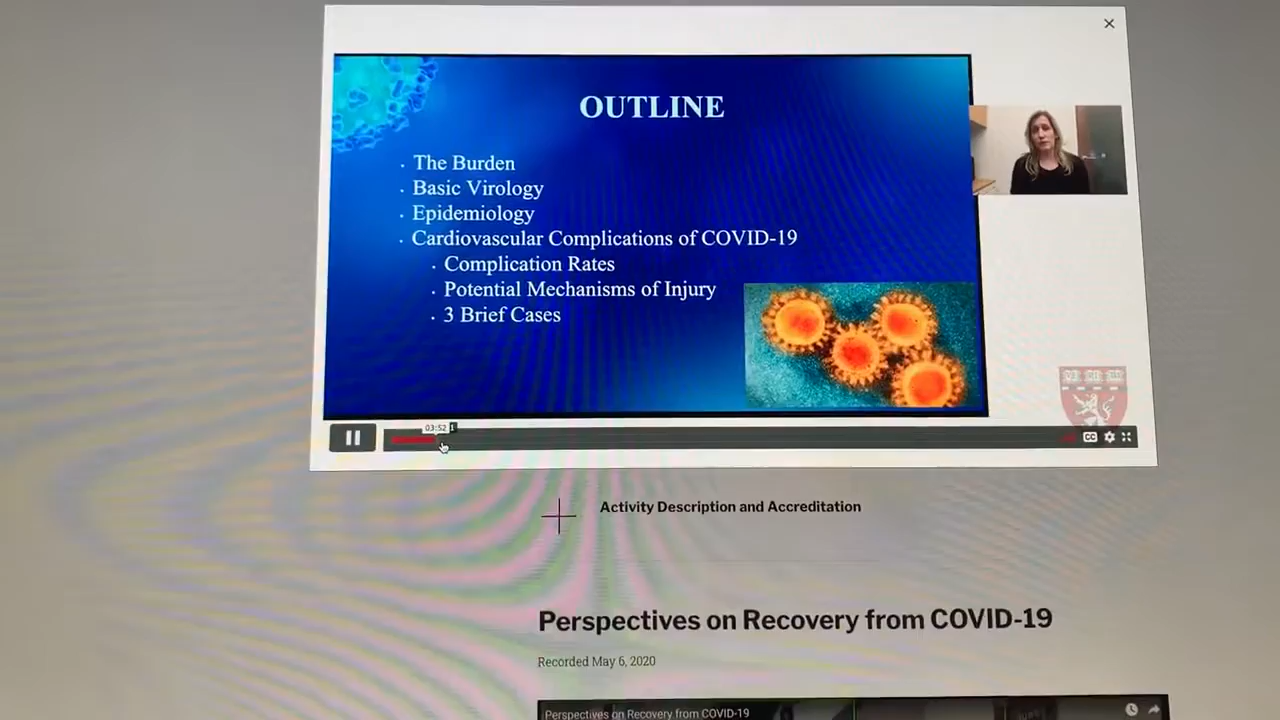 OUTLINE
· The Burden
· Basic Virology
· Epidemiology
· Cardiovascular Complications of COVID-19
· Complication Rates
· Potential Mechanisms of Injury
· 3 Brief Cases
03:52
CC
Activity Description and Accreditation
Perspectives on Recovery from COVID-19
Recorded May 6, 2020
Perspectives on Recovery from COVID-19